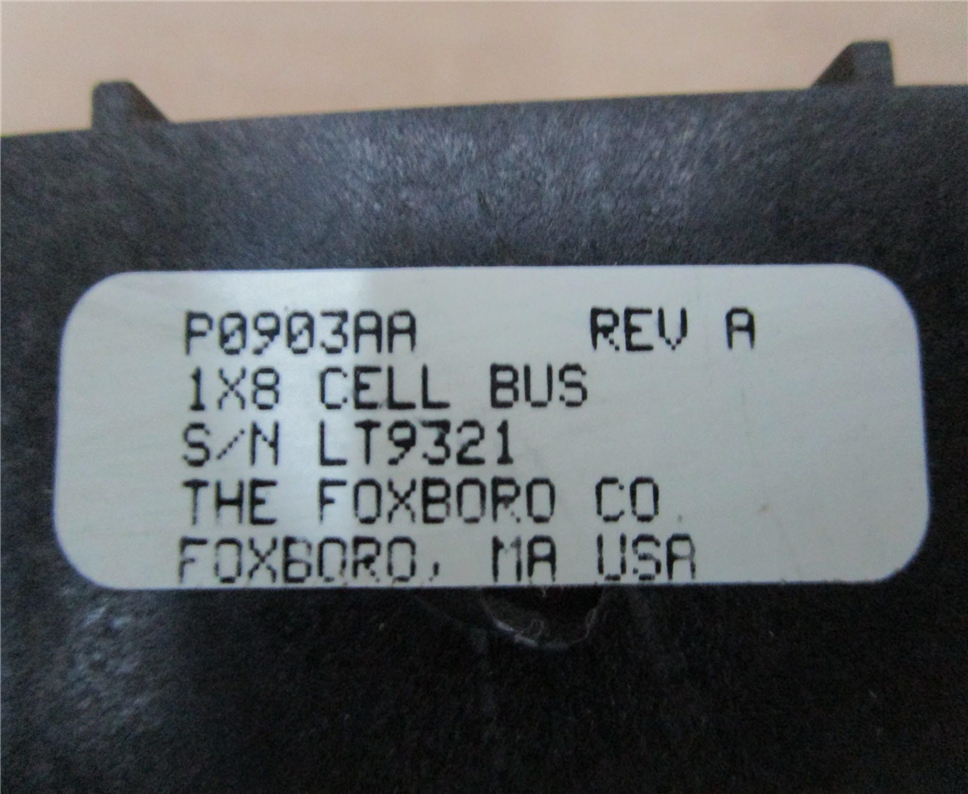 P0903AA REV A
1X8 CELL BUS
S/N LT9321
THE FOXBORO CO.
FOXBORO, MA USA